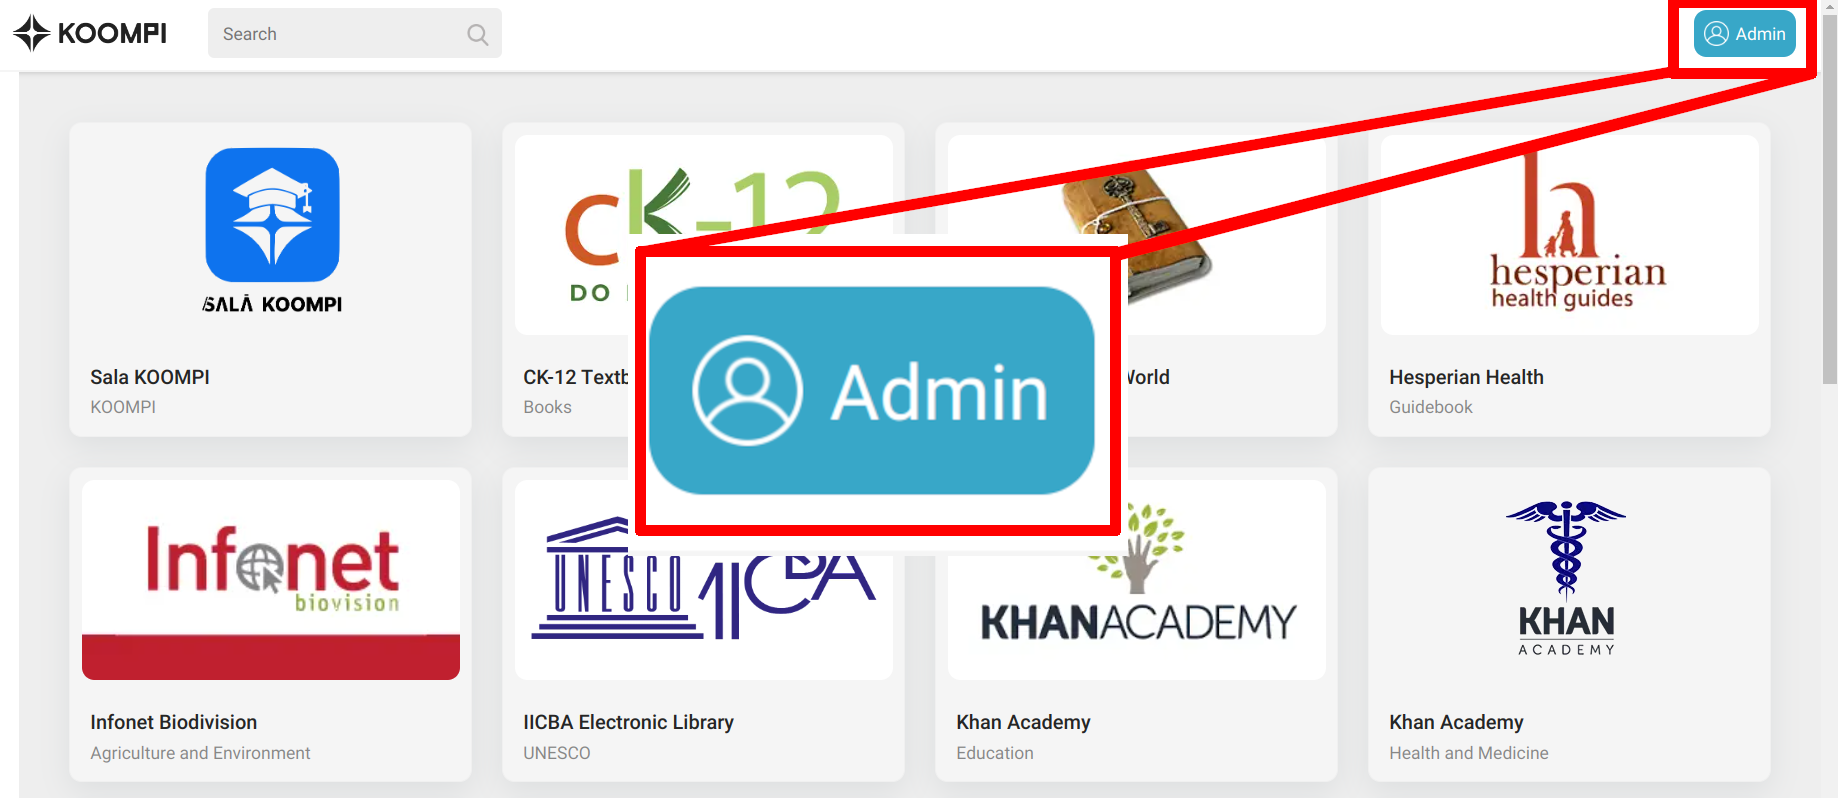 KOOMPI
Search
Admin
SALA KOOMPI
CK-12
DO
hesperian
health guides
Admin
Sala KOOMPI
KOOMPI
CK-12 Textb
Books
World
Hesperian Health
Guidebook
Infonet
biovision
UNESCO
IICBA
KHANACADEMY
KHAN
ACADEMY
Infonet Biodivision
Agriculture and Environment
IICBA Electronic Library
UNESCO
Khan Academy
Education
Khan Academy
Health and Medicine